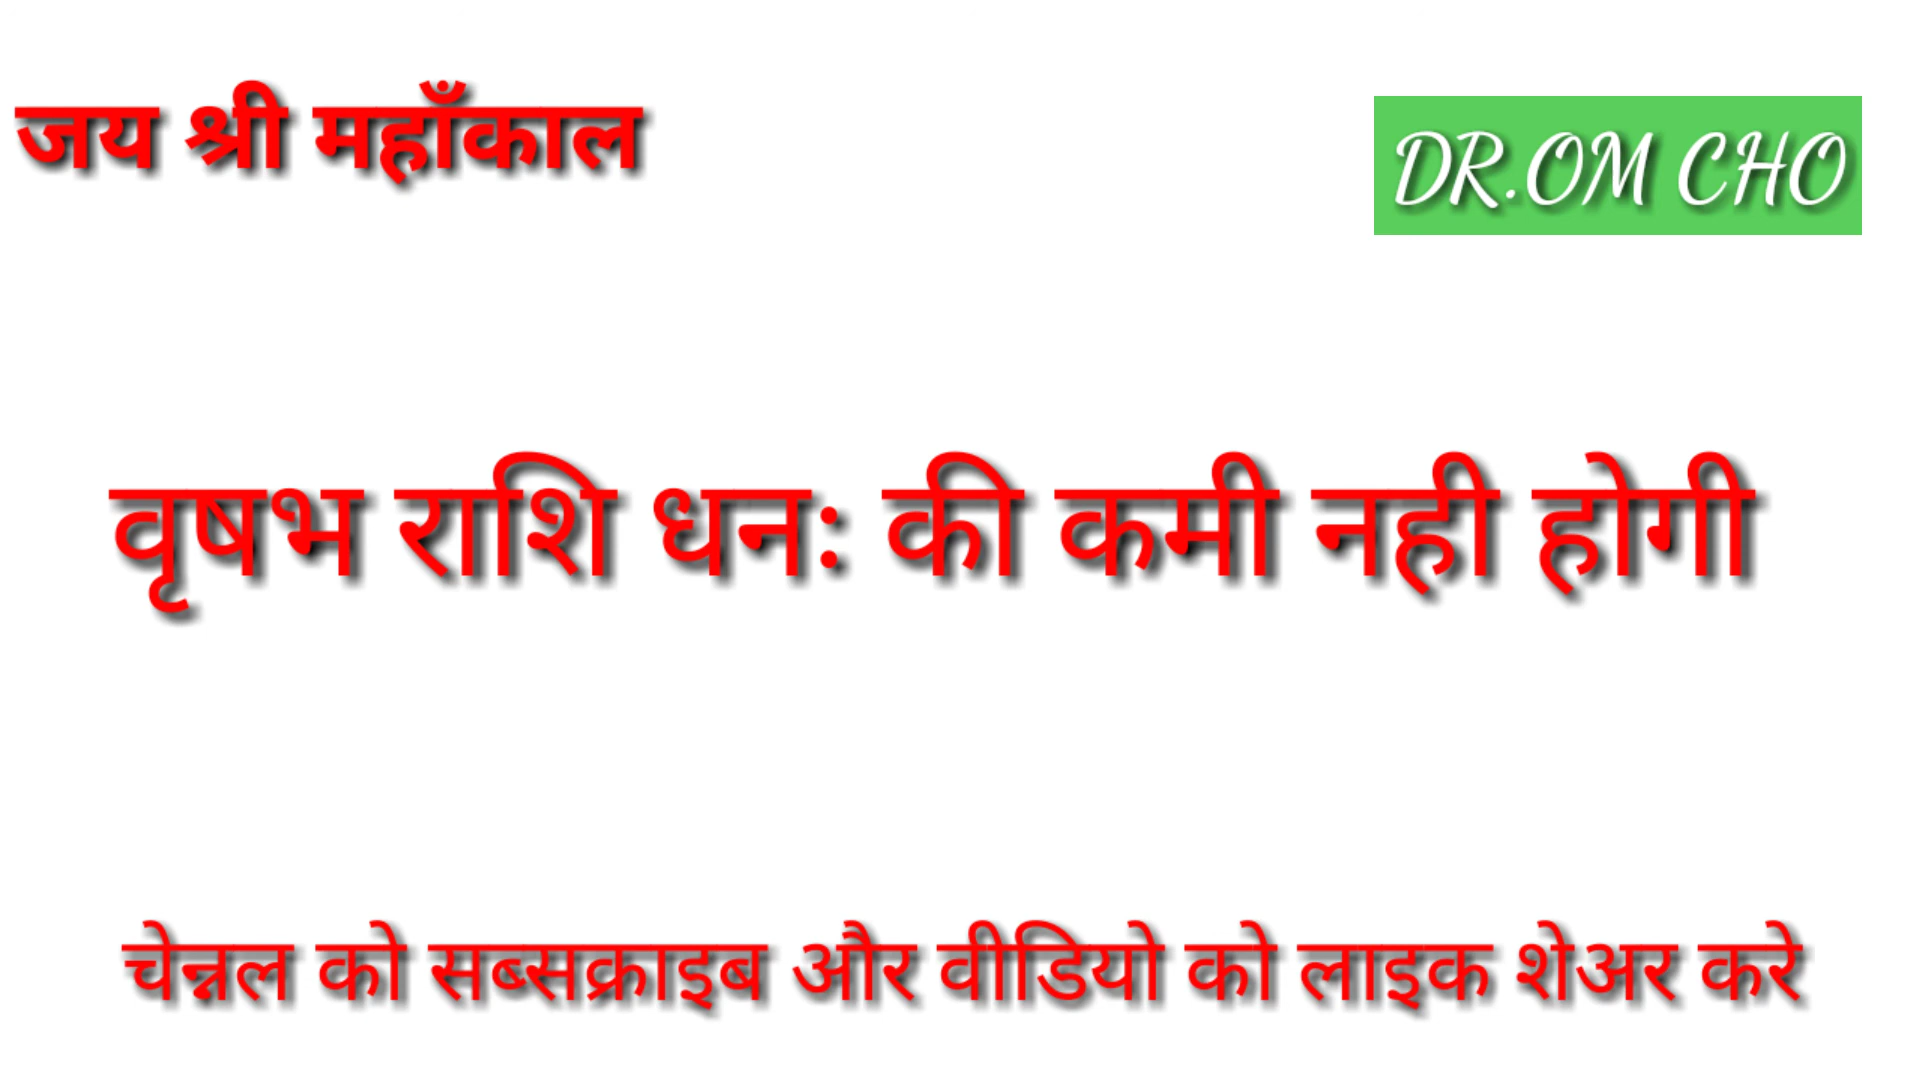 जय श्री महाँकाल
DR.OM CHO
वृषभ राशि धन: की कमी नही होगी
चेन्नल को सब्सक्राइब और वीडियो को लाइक शेअर करे